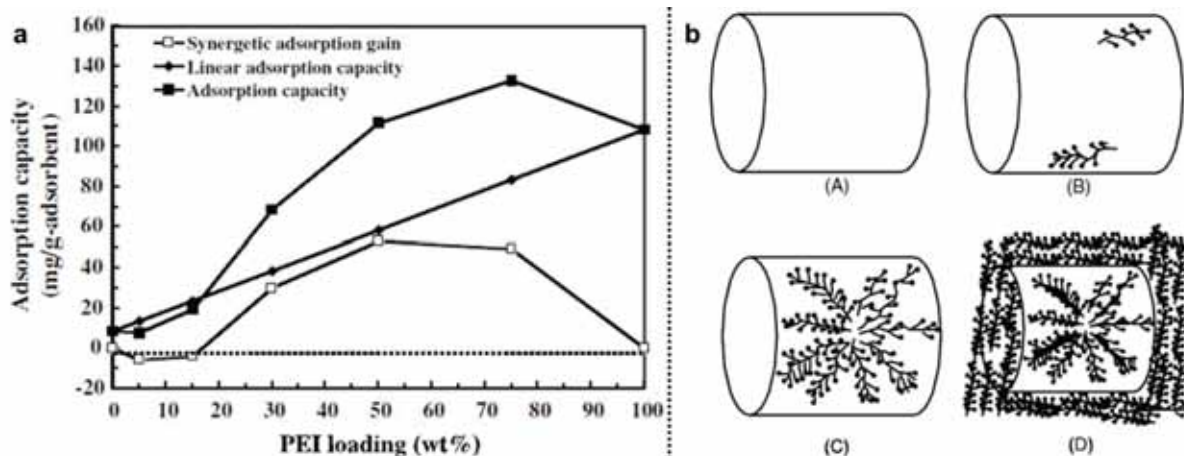 a
Adsorption capacity
(mg/g-adsorbent)
160
140
120
100
80
60
40
20
0
-20
Synergetic adsorption gain
Linear adsorption capacity
Adsorption capacity
0 10 20 30 40 50 60 70 80 90 100
PEI loading (wt%)
b
(A)
(B)
(C)
(D)